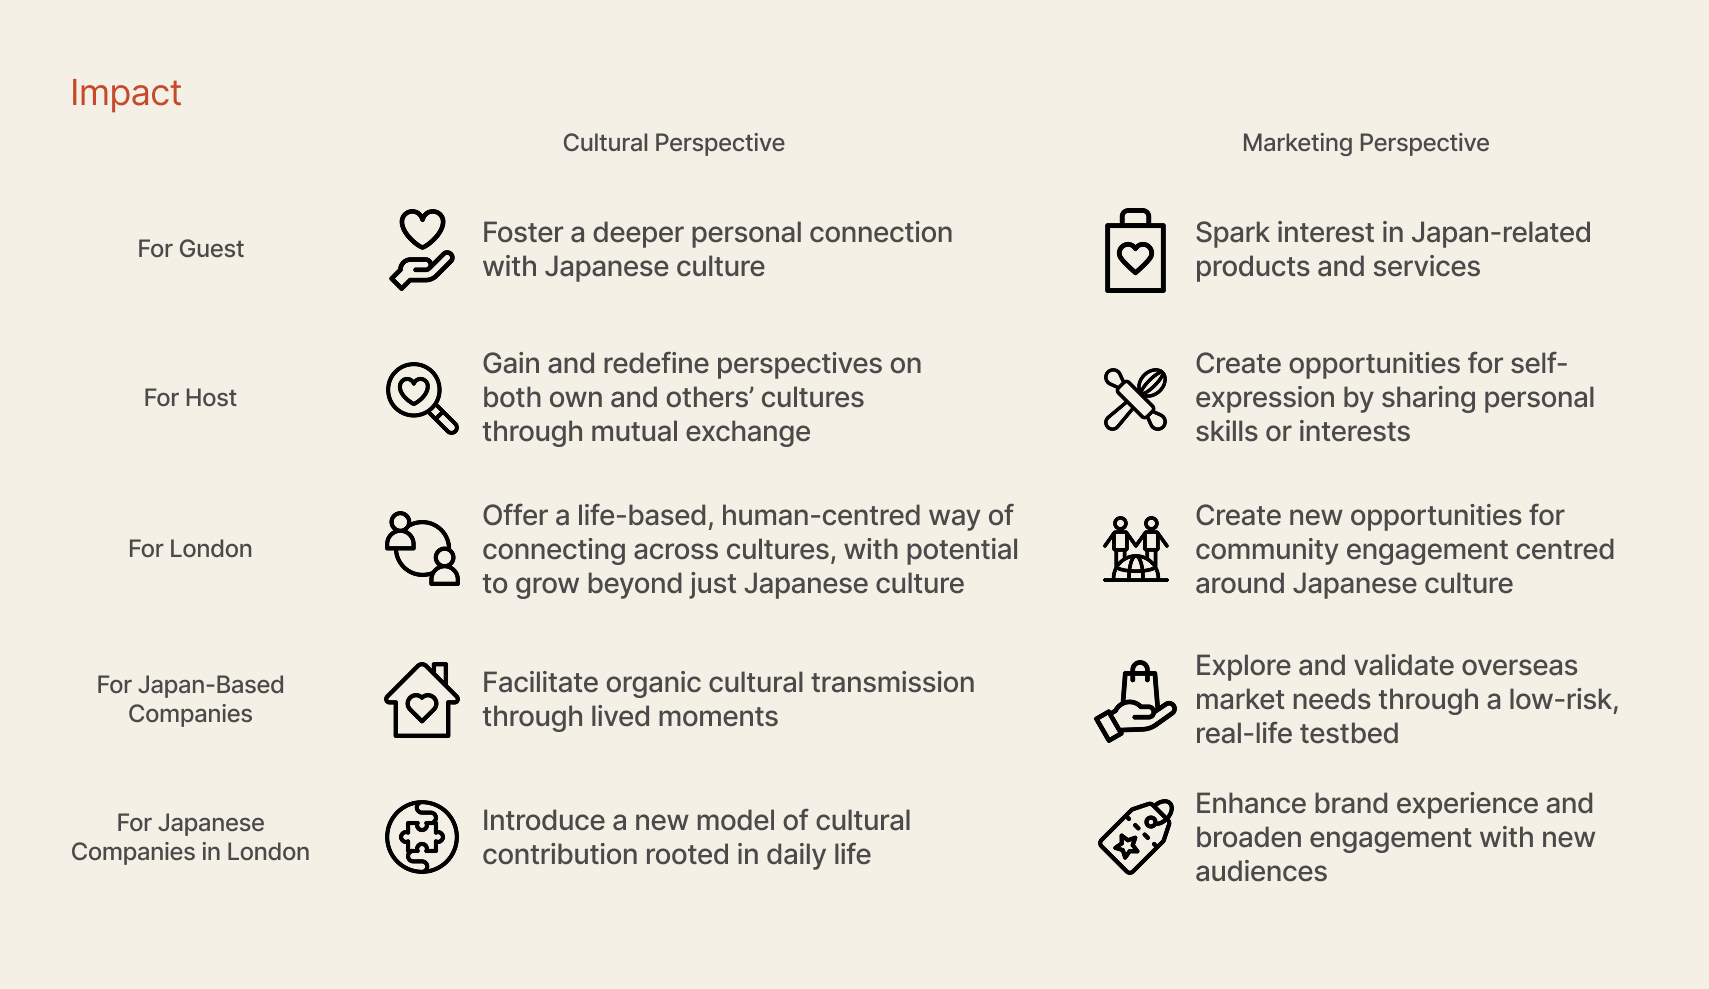 Impact
Cultural Perspective
Marketing Perspective
For Guest
Foster a deeper personal connection
with Japanese culture
Spark interest in Japan-related
products and services
For Host
Gain and redefine perspectives on
both own and others’ cultures
through mutual exchange
Create opportunities for self-
expression by sharing personal
skills or interests
For London
Offer a life-based, human-centred way of
connecting across cultures, with potential
to grow beyond just Japanese culture
Create new opportunities for
community engagement centred
around Japanese culture
For Japan-Based
Companies
Facilitate organic cultural transmission
through lived moments
Explore and validate overseas
market needs through a low-risk,
real-life testbed
For Japanese
Companies in London
Introduce a new model of cultural
contribution rooted in daily life
Enhance brand experience and
broaden engagement with new
audiences